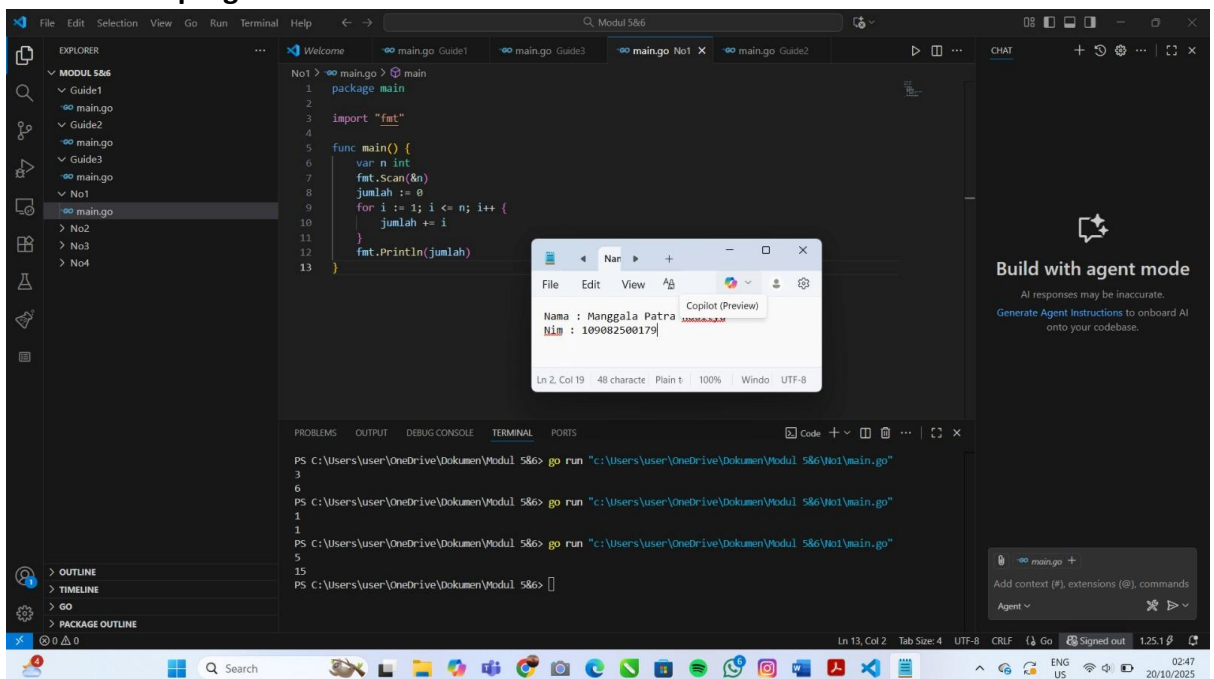 File Edit Selection View Go Run Terminal Help
Modul 5&6
EXPLORER
MODUL 5&6
Guide1
main.go
Guide2
main.go
Guide3
main.go
No1
main.go
No2
No3
No4
OUTLINE
TIMELINE
GO
PACKAGE OUTLINE
Welcome main.go Guide1 main.go Guide3 main.go No1 main.go Guide2
No1 > main.go > main
1 package main
2
3 import "fmt"
4
5 func main() {
6 var n int
7 fmt.Scan(&n)
8 jumlah := 0
9 for i := 1; i <= n; i++ {
10 jumlah += i
11 }
12 fmt.Println(jumlah)
13 }
Nan
File Edit View
Copilot (Preview)
Nama : Manggala Patra
Nim : 109082500179
Ln 2, Col 19 48 characte Plain t 100% Windo UTF-8
PROBLEMS OUTPUT DEBUG CONSOLE TERMINAL PORTS
Code
PS C:\Users\user\OneDrive\Dokumen\Modul 5&6> go run "c:\Users\user\OneDrive\Dokumen\Modul 5&6\No1\main.go"
3
6
PS C:\Users\user\OneDrive\Dokumen\Modul 5&6> go run "c:\Users\user\OneDrive\Dokumen\Modul 5&6\No1\main.go"
1
1
PS C:\Users\user\OneDrive\Dokumen\Modul 5&6> go run "c:\Users\user\OneDrive\Dokumen\Modul 5&6\No1\main.go"
5
15
PS C:\Users\user\OneDrive\Dokumen\Modul 5&6>
CHAT
Build with agent mode
AI responses may be inaccurate.
Generate Agent Instructions to onboard AI
onto your codebase.
main.go
Add context (#), extensions (@), commands
Agent
0 0 Ln 13, Col 2 Tab Size: 4 UTF-8 CRLF Go Signed out 1.25.1
Search
ENG
US
02:47
20/10/2025